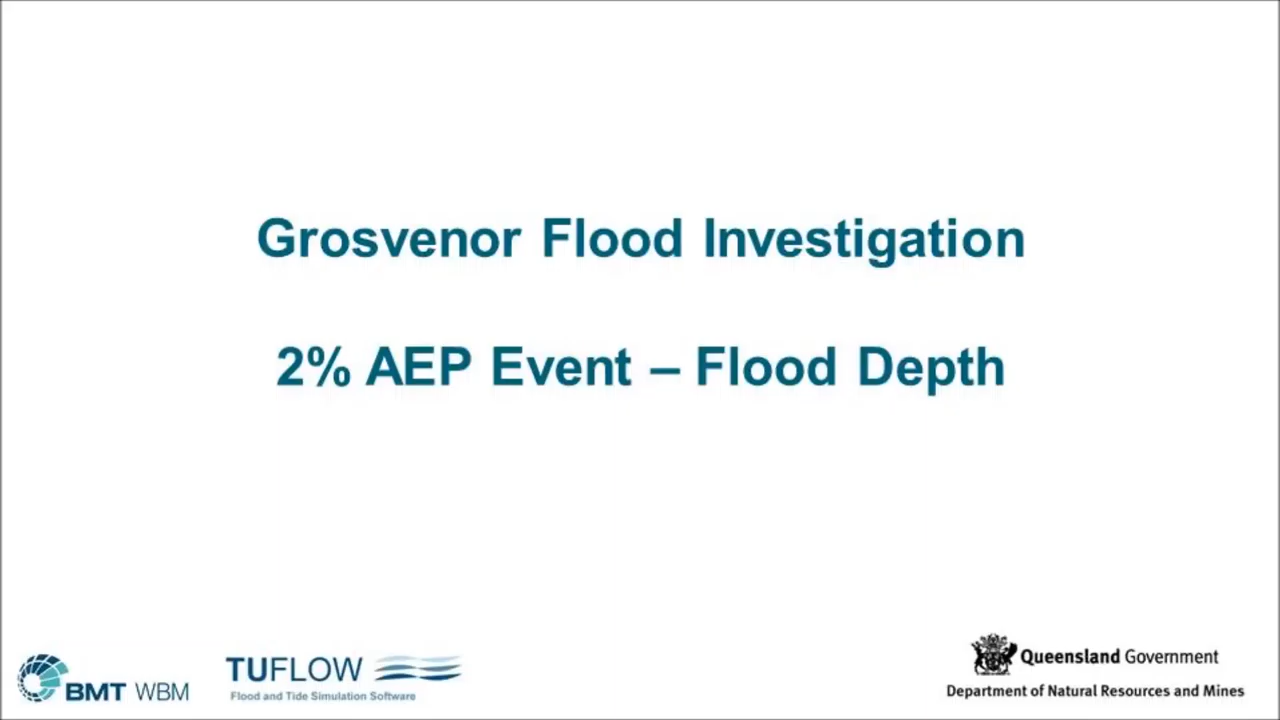 Grosvenor Flood Investigation
2% AEP Event – Flood Depth
BMT WBM
TUFLOW
Flood and Tide Simulation Software
Queensland Government
Department of Natural Resources and Mines